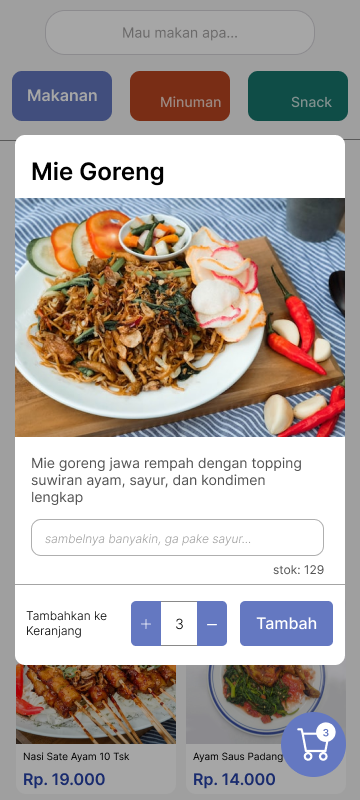 Mau makan apa...
Makanan
Minuman
Snack
Mie Goreng
Mie goreng jawa rempah dengan topping
suwiran ayam, sayur, dan kondimen
lengkap
sambelnya banyakin, ga pake sayur...
stok: 129
Tambahkan ke
Keranjang
+ 3 –
Tambah
Nasi Sate Ayam 10 Tsk
Rp. 19.000
Ayam Saus Padang
Rp. 14.000
3